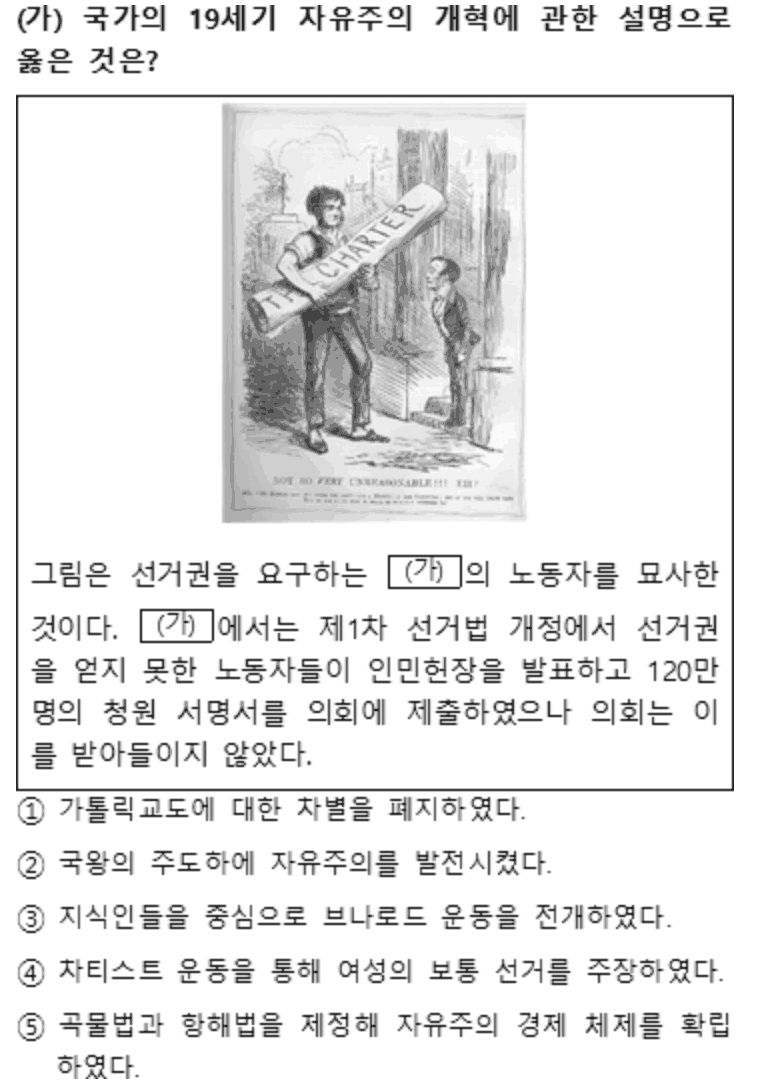 (가) 국가의 19세기 자유주의 개혁에 관한 설명으로
옳은 것은?
THE CHARTER
NOT SO VERY UNREASONABLE!!! EH?
그림은 선거권을 요구하는 (가)의 노동자를 묘사한
것이다. (가)에서는 제1차 선거법 개정에서 선거권
을 얻지 못한 노동자들이 인민헌장을 발표하고 120만
명의 청원 서명서를 의회에 제출하였으나 의회는 이
를 받아들이지 않았다.
① 가톨릭교도에 대한 차별을 폐지하였다.
② 국왕의 주도하에 자유주의를 발전시켰다.
③ 지식인들을 중심으로 브나로드 운동을 전개하였다.
④ 차티스트 운동을 통해 여성의 보통 선거를 주장하였다.
⑤ 곡물법과 항해법을 제정해 자유주의 경제 체제를 확립
하였다.